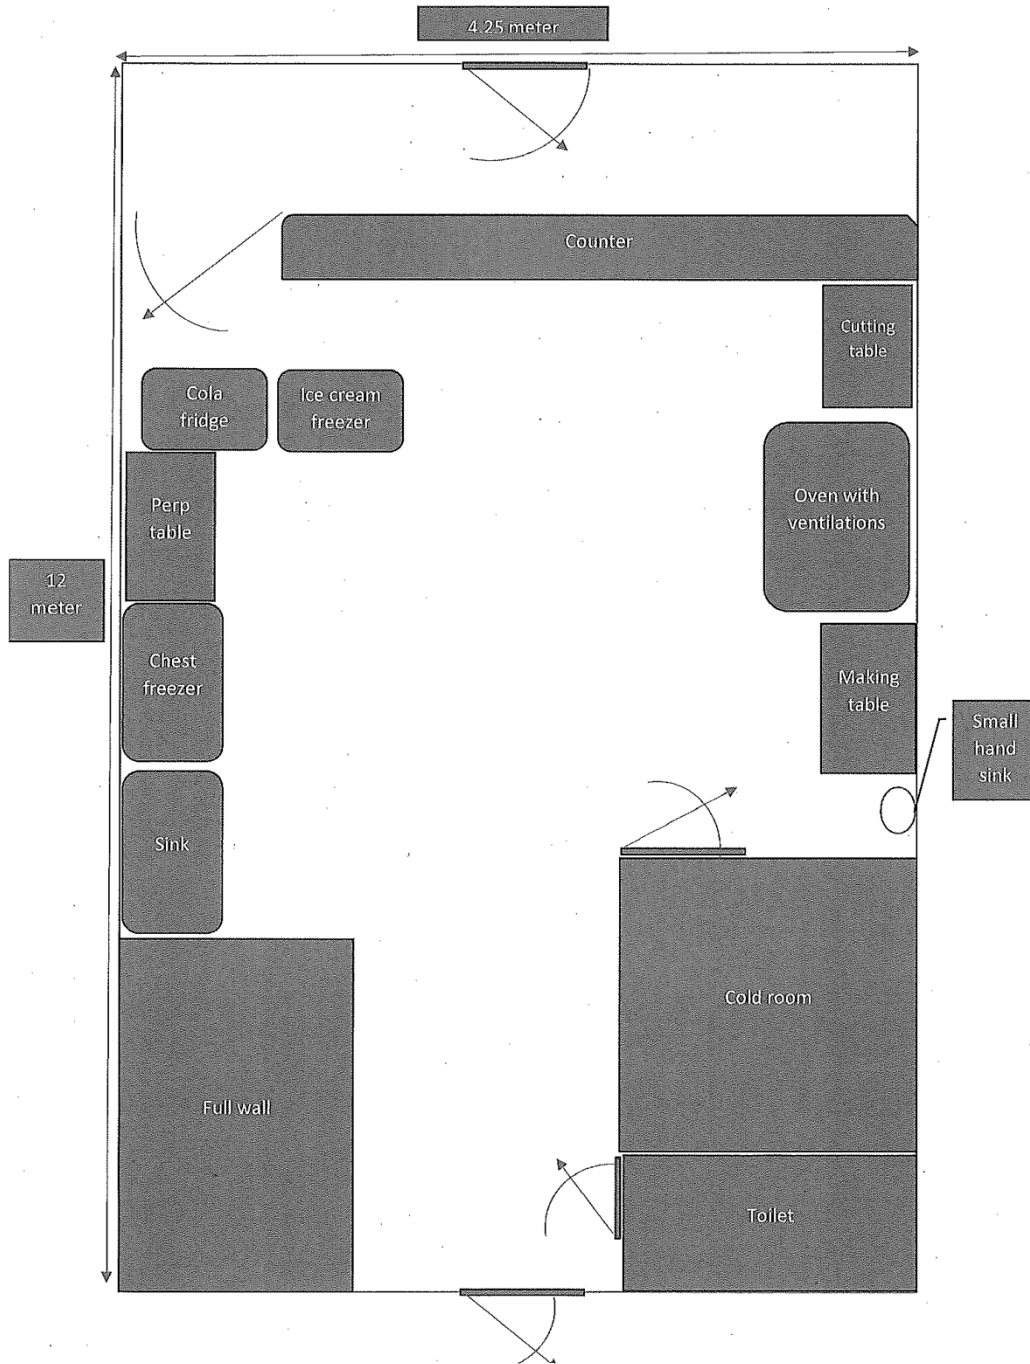 4.25 meter
Counter
Cutting
table
Cola
fridge
Ice cream
freezer
Perp
table
Oven with
ventilations
12
meter
Chest
freezer
Making
table
Small
hand
sink
Sink
Cold room
Full wall
Toilet